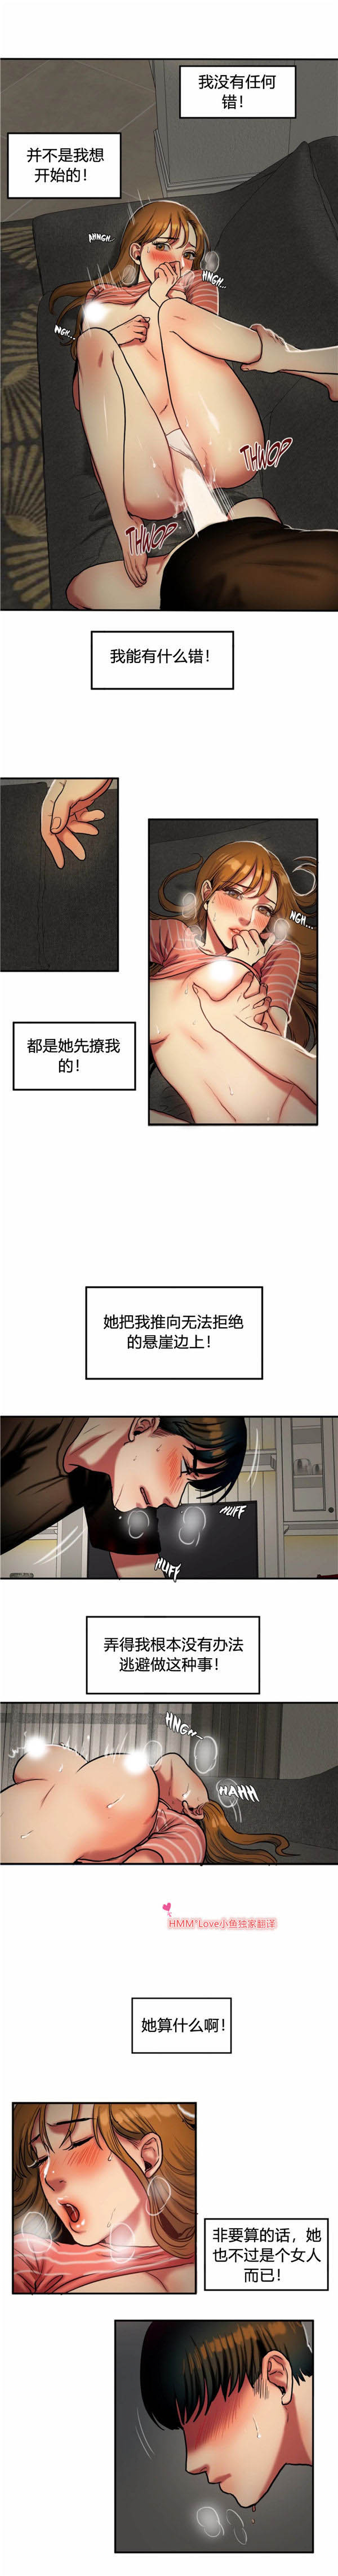 我没有任何
错！
并不是我想
开始的！
AHNGH..
HNGH..
NGH...
THWOP
THWOP
我能有什么错！
NGH...
都是她先撩我
的！
她把我推向无法拒绝
的悬崖边上！
HUFF
HUFF
弄得我根本没有办法
逃避做这种事！
HNGH~
HAHH
HMM*Love小鱼独家翻译
她算什么啊！
非要算的话，她
也不过是个女人
而已！